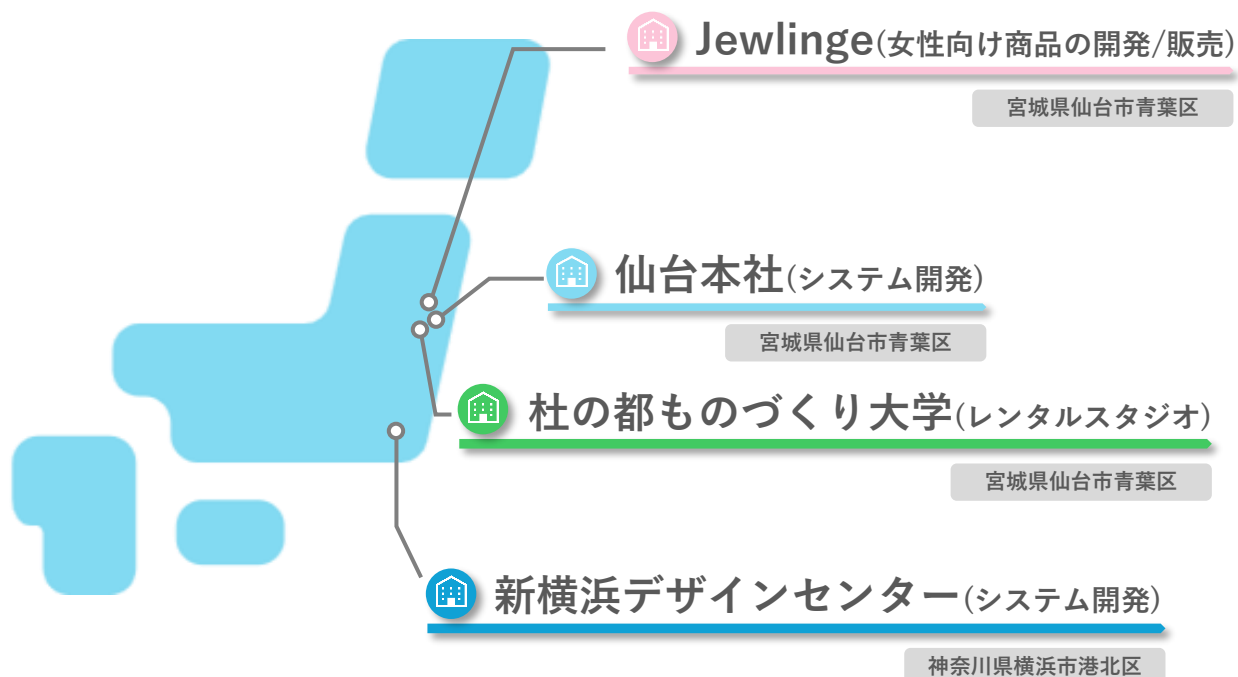 Jewlinge(女性向け商品の開発/販売)
宮城県仙台市青葉区
仙台本社(システム開発)
宮城県仙台市青葉区
杜の都ものづくり大学(レンタルスタジオ)
宮城県仙台市青葉区
新横浜デザインセンター(システム開発)
神奈川県横浜市港北区